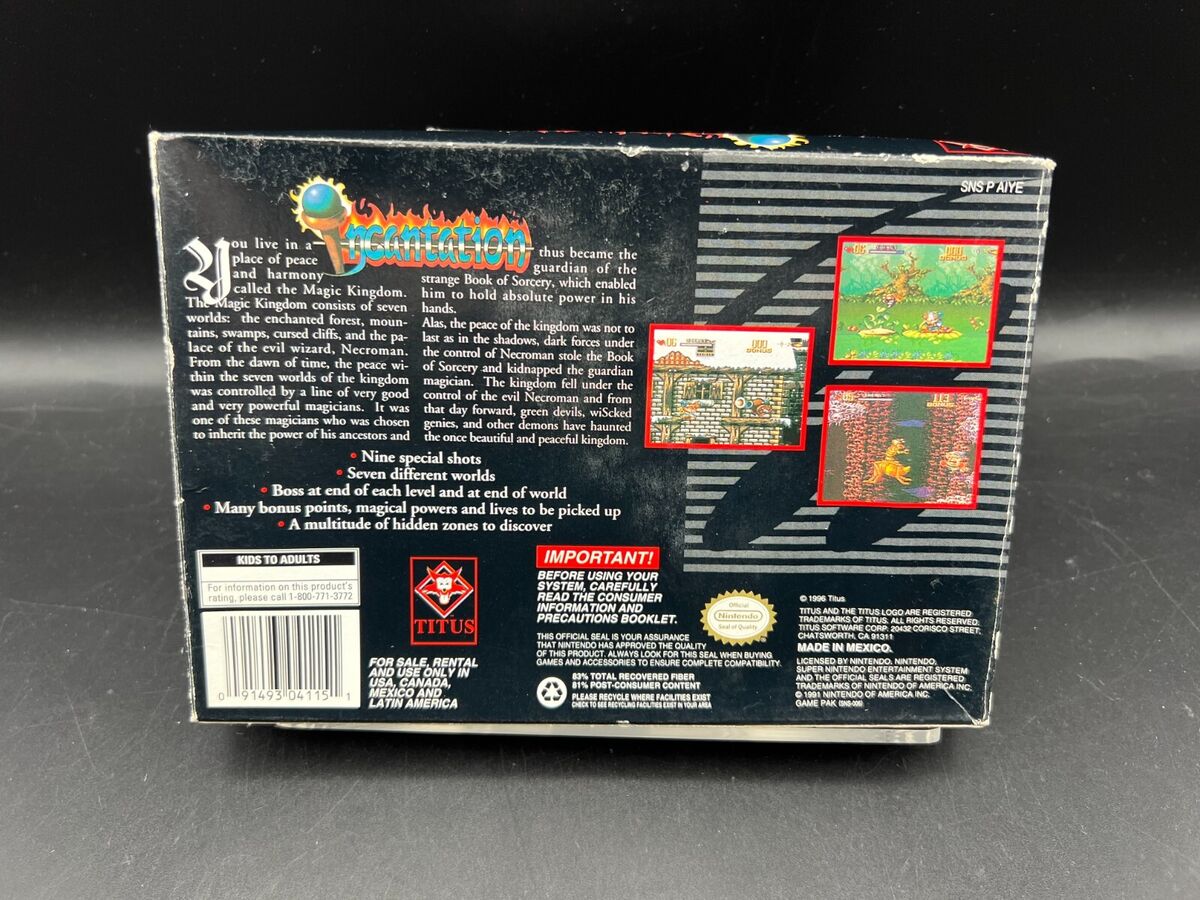 SNS P AIYE
Incantation
You live in a
place of peace
and harmony
called the Magic Kingdom.
The Magic Kingdom consists of seven
worlds: the enchanted forest, moun-
tains, swamps, cursed cliffs, and the pa-
lace of the evil wizard, Necroman.
From the dawn of time, the peace wi-
thin the seven worlds of the kingdom
was controlled by a line of very good
and very powerful magicians. It was
one of these magicians who was chosen
to inherit the power of his ancestors and
thus became the
guardian of the
strange Book of Sorcery, which enabled
him to hold absolute power in his
hands.
Alas, the peace of the kingdom was not to
last as in the shadows, dark forces under
the control of Necroman stole the Book
of Sorcery and kidnapped the guardian
magician. The kingdom fell under the
control of the evil Necroman and from
that day forward, green devils, wiScked
genies, and other demons have haunted
the once beautiful and peaceful kingdom.
• Nine special shots
• Seven different worlds
• Boss at end of each level and at end of world
• Many bonus points, magical powers and lives to be picked up
• A multitude of hidden zones to discover
06
000
BONUS
06
000
BONUS
05
113
BONUS
KIDS TO ADULTS
For information on this product's
rating, please call 1-800-771-3772
0 91493 04115 1
TITUS
FOR SALE, RENTAL
AND USE ONLY IN
USA, CANADA,
MEXICO AND
LATIN AMERICA
IMPORTANT!
BEFORE USING YOUR
SYSTEM, CAREFULLY
READ THE CONSUMER
INFORMATION AND
PRECAUTIONS BOOKLET.
THIS OFFICIAL SEAL IS YOUR ASSURANCE
THAT NINTENDO HAS APPROVED THE QUALITY
OF THIS PRODUCT. ALWAYS LOOK FOR THIS SEAL WHEN BUYING
GAMES AND ACCESSORIES TO ENSURE COMPLETE COMPATIBILITY.
83% TOTAL RECOVERED FIBER
81% POST-CONSUMER CONTENT
PLEASE RECYCLE WHERE FACILITIES EXIST
CHECK TO SEE RECYCLING FACILITIES EXIST IN YOUR AREA
Official
Nintendo
Seal of Quality
© 1996 Titus
TITUS AND THE TITUS LOGO ARE REGISTERED
TRADEMARKS OF TITUS. ALL RIGHTS RESERVED.
TITUS SOFTWARE CORP. 20432 CORISCO STREET,
CHATSWORTH, CA 91311
MADE IN MEXICO.
LICENSED BY NINTENDO, NINTENDO,
SUPER NINTENDO ENTERTAINMENT SYSTEM
AND THE OFFICIAL SEALS ARE REGISTERED
TRADEMARKS OF NINTENDO OF AMERICA INC.
© 1991 NINTENDO OF AMERICA INC.
GAME PAK (SNS-006)